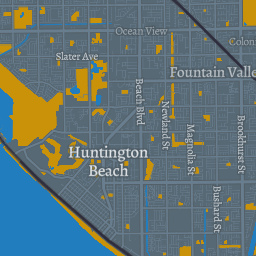 Ocean View
Colon
Slater Ave
Fountain Valle
Beach Blvd
Newland St
Magnolia St
Brookhurst St
Huntington
Beach
Bushard St